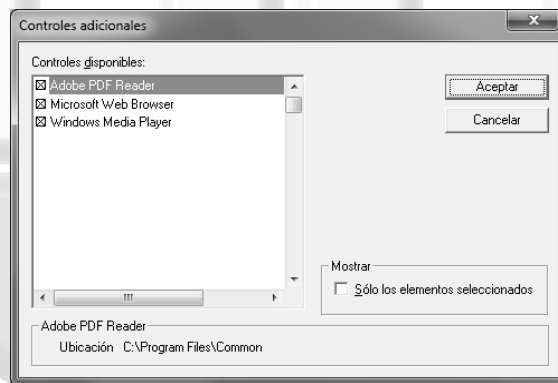 Controles adicionales
Controles disponibles:
Adobe PDF Reader
Microsoft Web Browser
Windows Media Player
Aceptar
Cancelar
Mostrar
Sólo los elementos seleccionados
Adobe PDF Reader
Ubicación C:\Program Files\Common